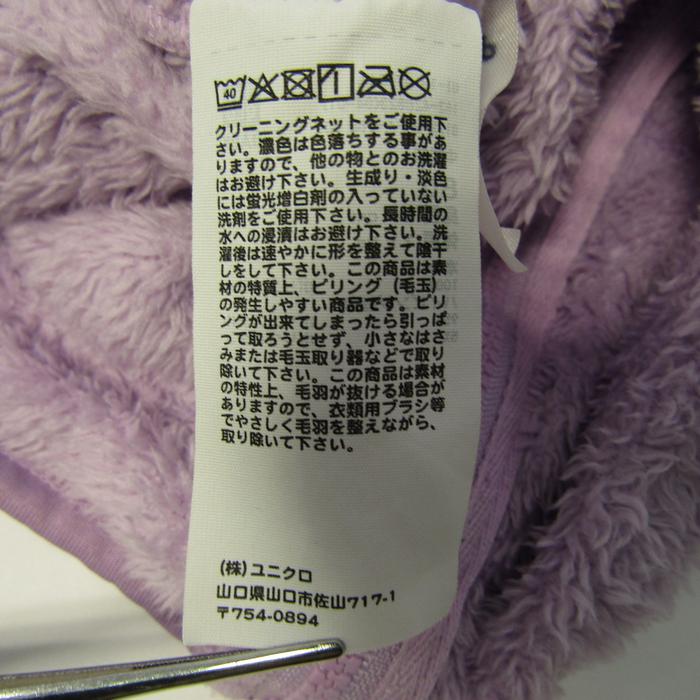 40
クリーニングネットをご使用下
さい。濃色は色落ちする事があ
りますので、他の物とのお洗濯
はお避け下さい。生成り・淡色
には蛍光増白剤の入っていない
洗剤をご使用下さい。長時間の
水への浸漬はお避け下さい。洗
濯後は速やかに形を整えて陰干
しをして下さい。この商品は素
材の特質上、ピリング（毛玉）
の発生しやすい商品です。ピリ
ングが出来てしまったら引っぱ
って取ろうとせず、小さなはさ
みまたは毛玉取り器などで取り
除いて下さい。この商品は素材
の特性上、毛羽が抜ける場合が
ありますので、衣類用ブラシ等
でやさしく毛羽を整えながら、
取り除いて下さい。
(株)ユニクロ
山口県山口市佐山717-1
〒754-0894